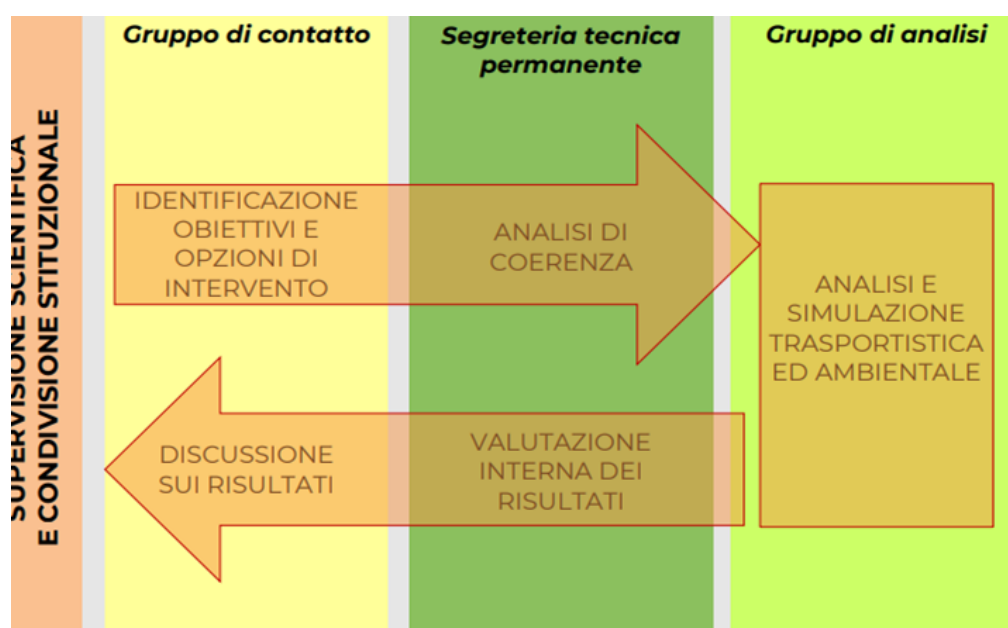 SUPERVISIONE SCIENTIFICA
E CONDIVISIONE STITUZIONALE
Gruppo di contatto
Segreteria tecnica
permanente
Gruppo di analisi
IDENTIFICAZIONE
OBIETTIVI E
OPZIONI DI
INTERVENTO
ANALISI DI
COERENZA
ANALISI E
SIMULAZIONE
TRASPORTISTICA
ED AMBIENTALE
DISCUSSIONE
SUI RISULTATI
VALUTAZIONE
INTERNA DEI
RISULTATI